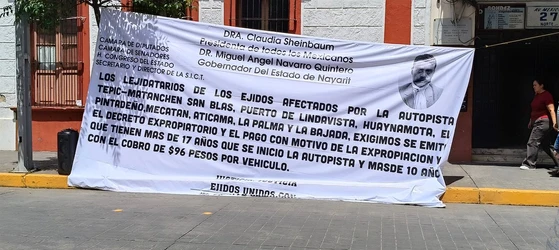 DRA. Claudia Sheinbaum
Presidenta de todos los Mexicanos
DR. Miguel Angel Navarro Quintero
Gobernador Del Estado de Nayarit
CAMARA DE DIPUTADOS
CAMARA DE SENADORES
H. CONGRESO DEL ESTADO
SECRETARIO Y DIRECTOR DE LA S.I.C.T.
LOS EJIDATARIOS DE LOS EJIDOS AFECTADOS POR LA AUTOPISTA
TEPIC-MATANCHEN SAN BLAS, PUERTO DE LINDAVISTA, HUAYNAMOTA, EL
PINTADEÑO,MECATAN, ATICAMA, LA PALMA Y LA BAJADA, EXIGIMOS SE EMITA
EL DECRETO EXPROPIATORIO Y EL PAGO CON MOTIVO DE LA EXPROPIACION Y
QUE TIENEN MAS DE 17 AÑOS QUE SE INICIO LA AUTOPISTA Y MASDE 10 AÑOS
CON EL COBRO DE $96 PESOS POR VEHICULO.
JUSTICIA
EJIDOS UNIDOS
27